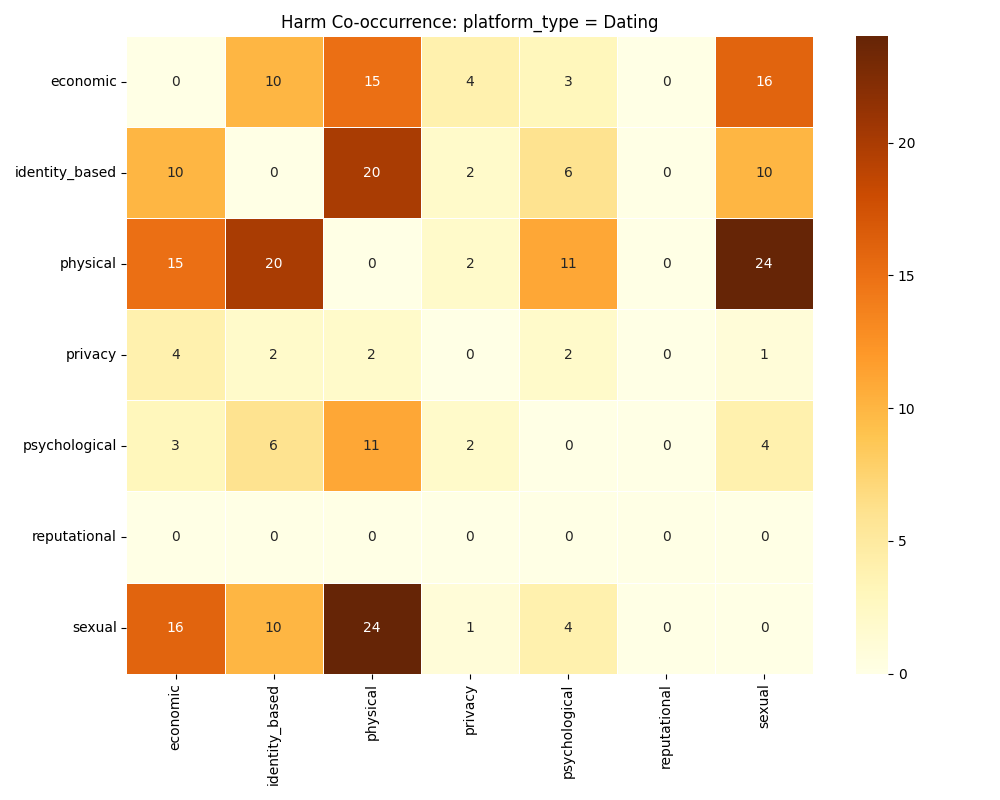 Harm Co-occurrence: platform_type = Dating
economic 0 10 15 4 3 0 16
identity_based 10 0 20 2 6 0 10
physical 15 20 0 2 11 0 24
privacy 4 2 2 0 2 0 1
psychological 3 6 11 2 0 0 4
reputational 0 0 0 0 0 0 0
sexual 16 10 24 1 4 0 0
economic identity_based physical privacy psychological reputational sexual
20
15
10
5
0